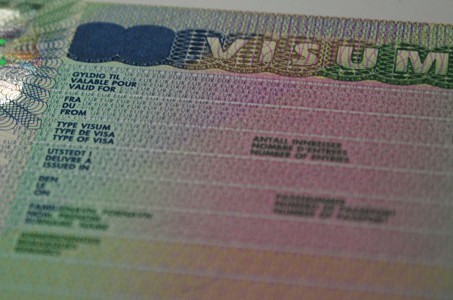 VISUM
GYLDIG TIL
VALABLE POUR
VALID FOR
FRA
DU
FROM
TYPE VISUM
TYPE DE VISA
TYPE OF VISA
ANTALL INNREISER
NOMBRE D'ENTRÉES
NUMBER OF ENTRIES
UTSTEDT I
DELIVRÉ À
ISSUED IN
DEN
LE
ON